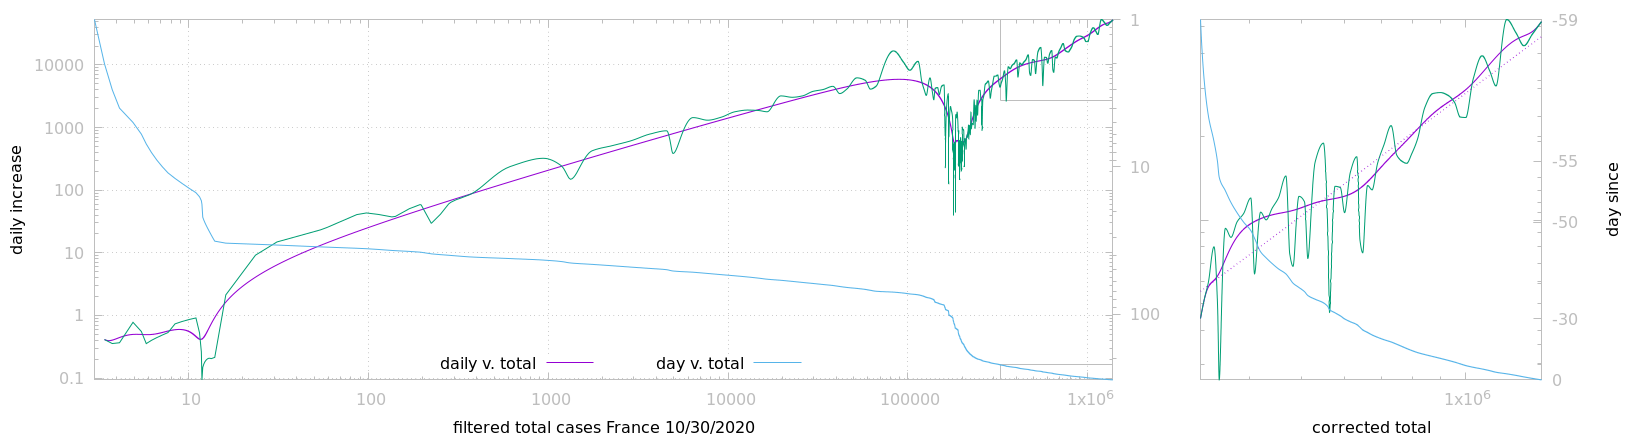 daily increase
10000
1000
100
10
1
0.1
10
100
1000
10000
100000
1x10^6
1
10
100
daily v. total
day v. total
filtered total cases France 10/30/2020
-59
-55
-50
-30
0
day since
1x10^6
corrected total